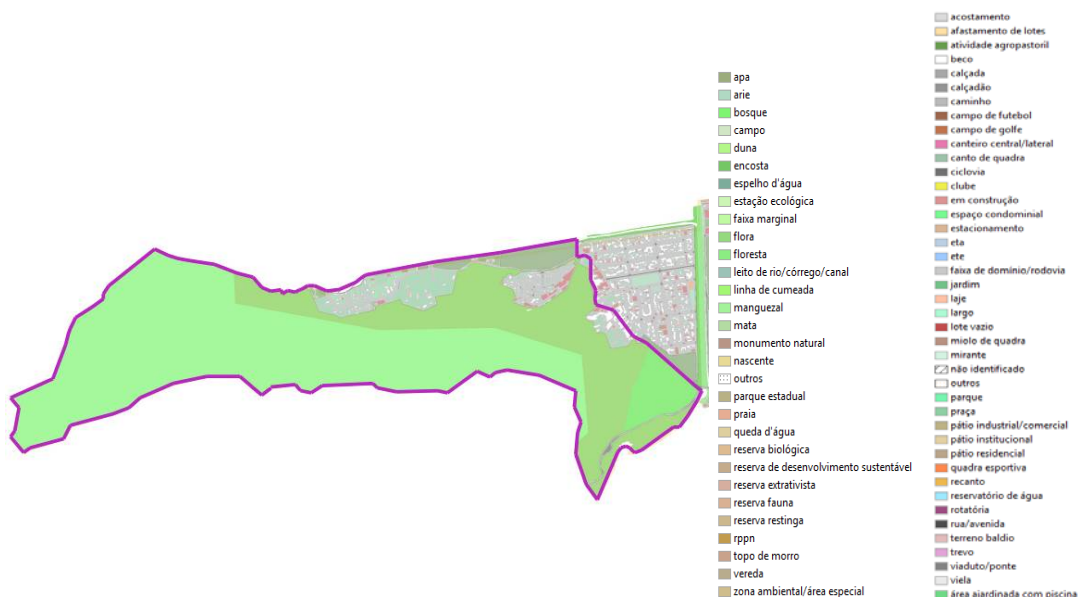 apa
arie
bosque
campo
duna
encosta
espelho d'água
estação ecológica
faixa marginal
flora
floresta
leito de rio/córrego/canal
linha de cumeada
manguezal
mata
monumento natural
nascente
outros
parque estadual
praia
queda d'água
reserva biológica
reserva de desenvolvimento sustentável
reserva extrativista
reserva fauna
reserva restinga
rppn
topo de morro
vereda
zona ambiental/área especial
acostamento
afastamento de lotes
atividade agropastoril
beco
calçada
calçadão
caminho
campo de futebol
campo de golfe
canteiro central/lateral
canto de quadra
ciclovia
clube
em construção
espaço condominial
estacionamento
eta
ete
faixa de domínio/rodovia
jardim
laje
largo
lote vazio
miolo de quadra
mirante
não identificado
outros
parque
praça
pátio industrial/comercial
pátio institucional
pátio residencial
quadra esportiva
recanto
reservatório de água
rotatória
rua/avenida
terreno baldio
trevo
viaduto/ponte
viela
área ajardinada com piscina